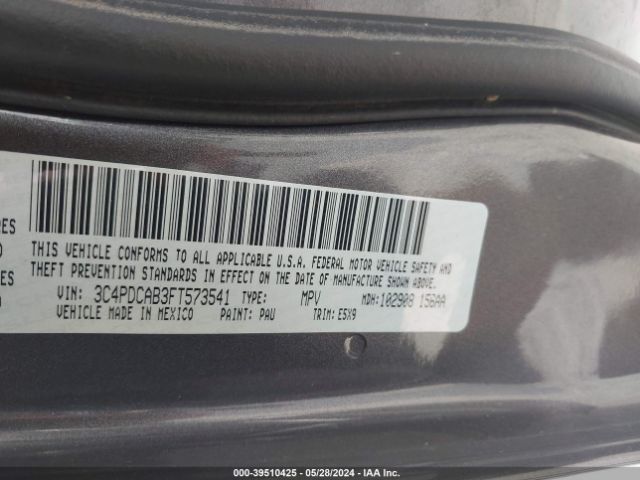 RES
THIS VEHICLE CONFORMS TO ALL APPLICABLE U.S.A. FEDERAL MOTOR VEHICLE SAFETY AND
THEFT PREVENTION STANDARDS IN EFFECT ON THE DATE OF MANUFACTURE SHOWN ABOVE.
VIN: 3C4PDCAB3FT573541 TYPE: MPV MDH:102908 156AA
VEHICLE MADE IN MEXICO PAINT: PAU TRIM: E5X9
000-39510425 | 05/28/2024 | IAA Inc.